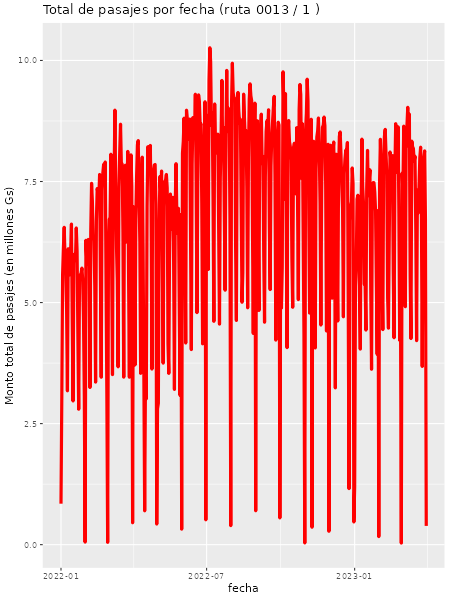 Total de pasajes por fecha (ruta 0013 / 1 )
Monto total de pasajes (en millones Gs)
10.0
7.5
5.0
2.5
0.0
2022-01
2022-07
2023-01
fecha